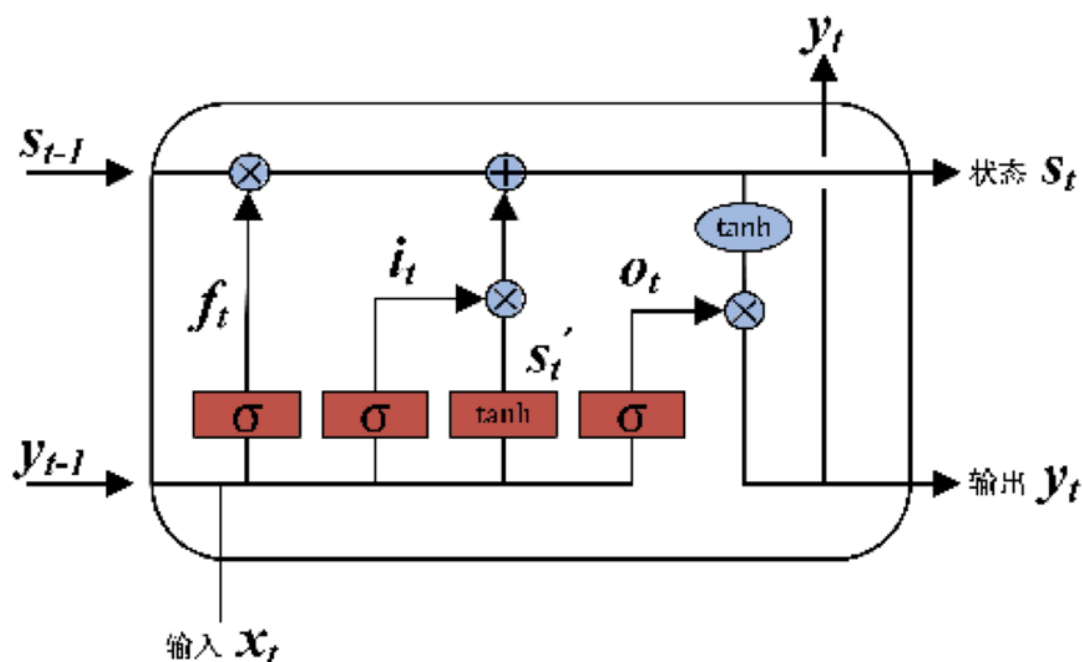 y_t
s_{t-1}
状态 s_t
tanh
i_t
o_t
f_t
s_t'
σ
σ
tanh
σ
y_{t-1}
输出 y_t
输入 x_t